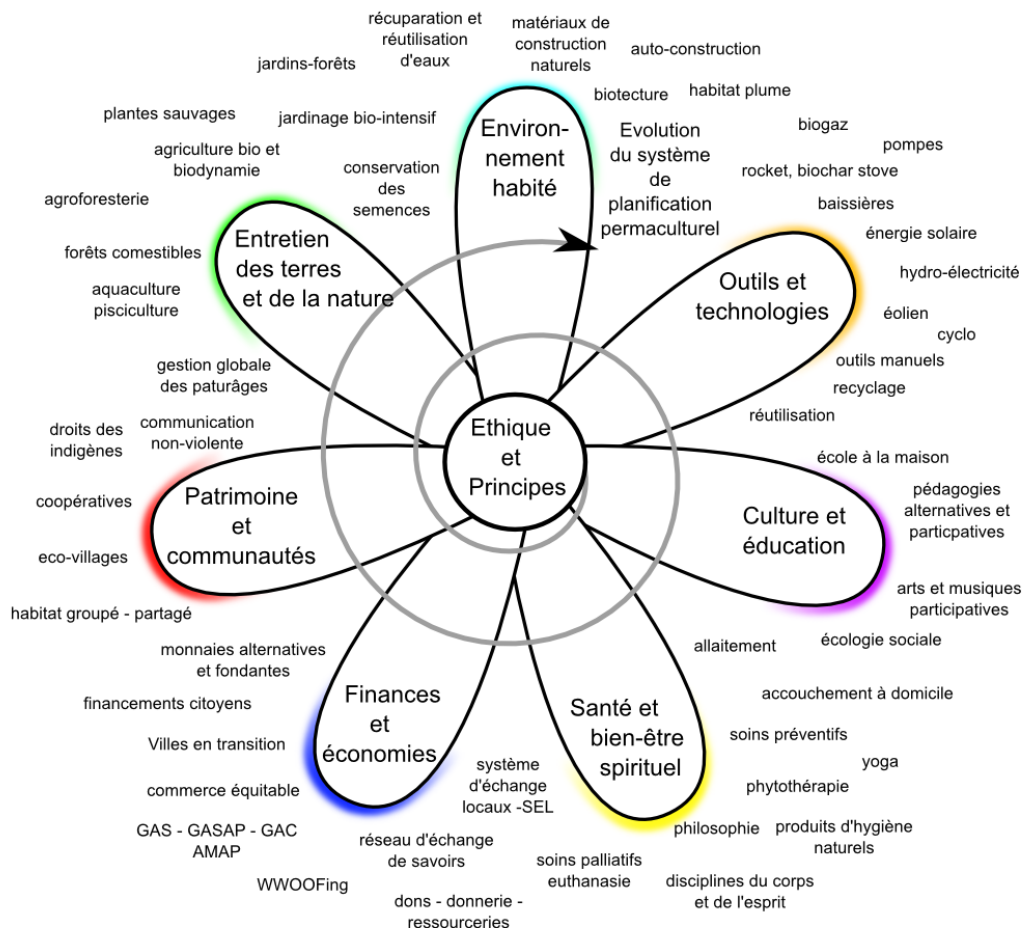 récuparation et
réutilisation
d'eaux
matériaux de
construction
naturels
auto-construction
jardins-forêts
biotecture
habitat plume
plantes sauvages
jardinage bio-intensif
Environ-
nement
habité
Evolution
du système
de
planification
permaculturel
biogaz
pompes
agriculture bio et
biodynamie
conservation
des
semences
rocket, biochar stove
agroforesterie
baissières
Entretien
des terres
et de la nature
énergie solaire
forêts comestibles
Outils et
technologies
hydro-électricité
aquaculture
pisciculture
éolien
cyclo
outils manuels
gestion globale
des paturâges
recyclage
réutilisation
droits des
indigènes
communication
non-violente
Ethique
et
Principes
école à la maison
coopératives
Patrimoine
et
communautés
Culture et
éducation
pédagogies
alternatives et
particpatives
eco-villages
arts et musiques
participatives
habitat groupé - partagé
écologie sociale
monnaies alternatives
et fondantes
allaitement
financements citoyens
Finances
et
économies
Santé et
bien-être
spirituel
accouchement à domicile
Villes en transition
soins préventifs
yoga
commerce équitable
système
d'échange
locaux -SEL
phytothérapie
GAS - GASAP - GAC
AMAP
réseau d'échange
de savoirs
philosophie
produits d'hygiène
naturels
WWOOFing
soins palliatifs
euthanasie
disciplines du corps
et de l'esprit
dons - donnerie -
ressourceries